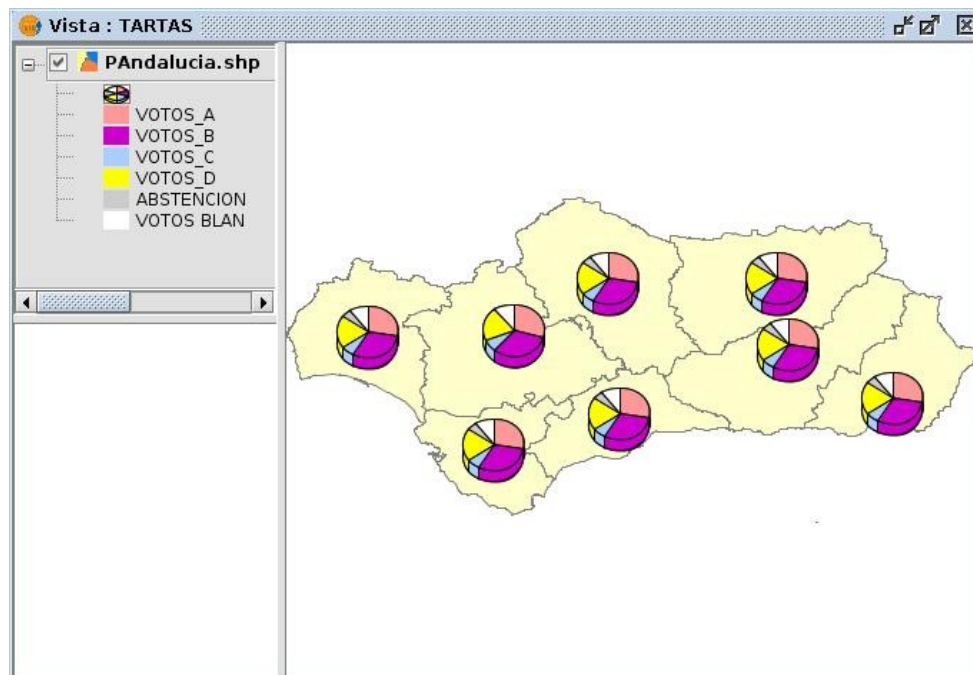 Vista : TARTAS
PAndalucia.shp
VOTOS_A
VOTOS_B
VOTOS_C
VOTOS_D
ABSTENCION
VOTOS BLAN